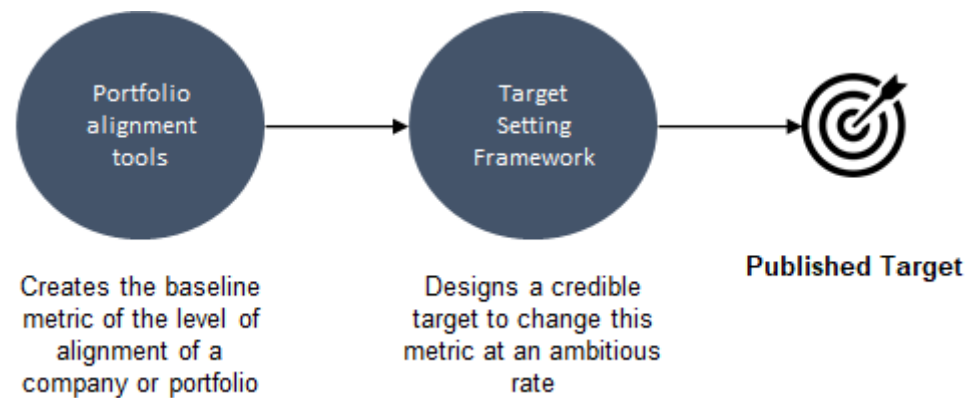 Portfolio
alignment
tools
Target
Setting
Framework
Published Target
Creates the baseline
metric of the level of
alignment of a
company or portfolio
Designs a credible
target to change this
metric at an ambitious
rate